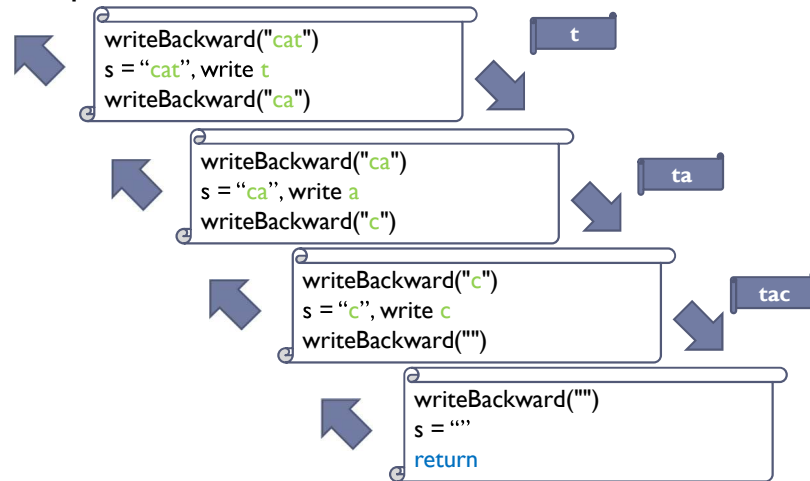 writeBackward("cat")
s = “cat”, write t
writeBackward("ca")
t
writeBackward("ca")
s = “ca”, write a
writeBackward("c")
ta
writeBackward("c")
s = “c”, write c
writeBackward("")
tac
writeBackward("")
s = “”
return